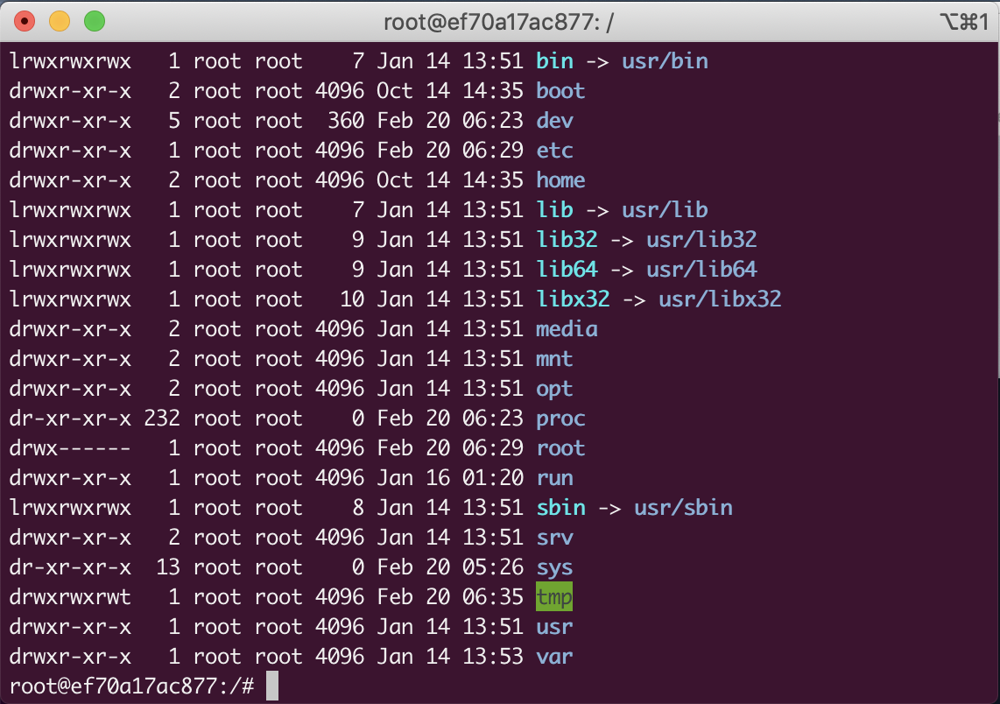 root@ef70a17ac877: /
⌥⌘1
lrwxrwxrwx   1 root root    7 Jan 14 13:51 bin -> usr/bin
drwxr-xr-x   2 root root 4096 Oct 14 14:35 boot
drwxr-xr-x   5 root root  360 Feb 20 06:23 dev
drwxr-xr-x   1 root root 4096 Feb 20 06:29 etc
drwxr-xr-x   2 root root 4096 Oct 14 14:35 home
lrwxrwxrwx   1 root root    7 Jan 14 13:51 lib -> usr/lib
lrwxrwxrwx   1 root root    9 Jan 14 13:51 lib32 -> usr/lib32
lrwxrwxrwx   1 root root    9 Jan 14 13:51 lib64 -> usr/lib64
lrwxrwxrwx   1 root root   10 Jan 14 13:51 libx32 -> usr/libx32
drwxr-xr-x   2 root root 4096 Jan 14 13:51 media
drwxr-xr-x   2 root root 4096 Jan 14 13:51 mnt
drwxr-xr-x   2 root root 4096 Jan 14 13:51 opt
dr-xr-xr-x 232 root root    0 Feb 20 06:23 proc
drwx------   1 root root 4096 Feb 20 06:29 root
drwxr-xr-x   1 root root 4096 Jan 16 01:20 run
lrwxrwxrwx   1 root root    8 Jan 14 13:51 sbin -> usr/sbin
drwxr-xr-x   2 root root 4096 Jan 14 13:51 srv
dr-xr-xr-x  13 root root    0 Feb 20 05:26 sys
drwxrwxrwt   1 root root 4096 Feb 20 06:35 tmp
drwxr-xr-x   1 root root 4096 Jan 14 13:51 usr
drwxr-xr-x   1 root root 4096 Jan 14 13:53 var
root@ef70a17ac877:/#